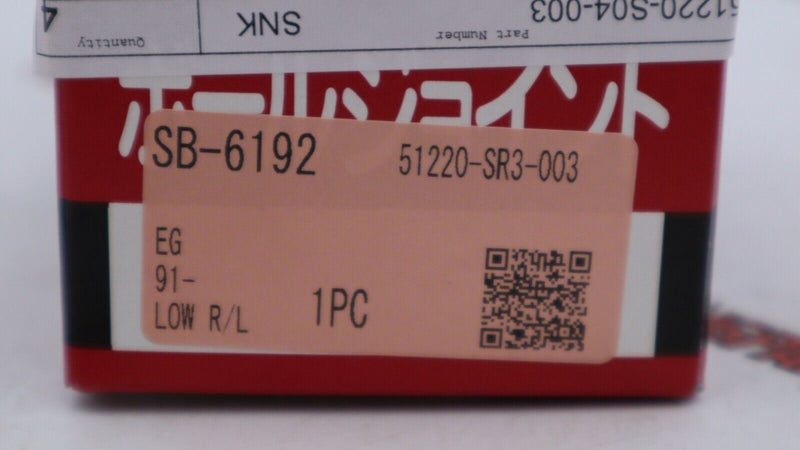 51220-S04-003
Part Number
SNK
Quantity
4
ボールジョイント
SB-6192 51220-SR3-003
EG
91-
LOW R/L 1PC